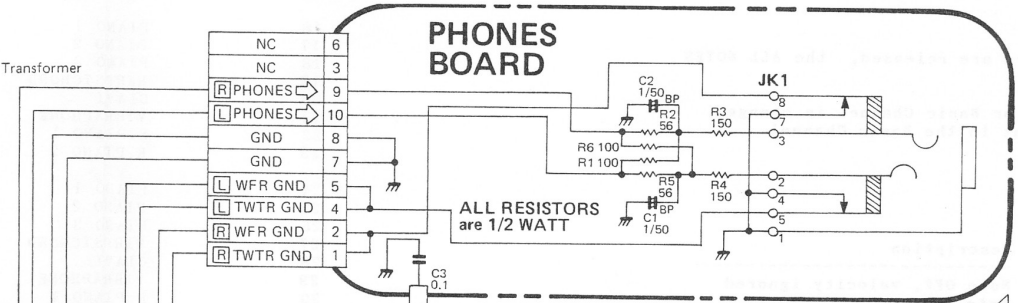 PHONES
BOARD
Transformer
NC 6
NC 3
R PHONES 9
L PHONES 10
GND 8
GND 7
L WFR GND 5
L TWTR GND 4
R WFR GND 2
R TWTR GND 1
C3
0.1
ALL RESISTORS
are 1/2 WATT
C2
1/50
BP
R2
56
R3
150
R6 100
R1 100
R5
56
R4
150
BP
C1
1/50
JK1
8
7
3
2
4
5
1